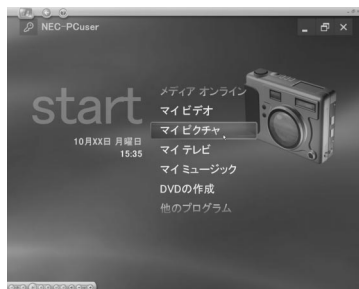 NEC-PCuser
start
10月XX日 月曜日
15:35
メディア オンライン
マイ ビデオ
マイ ピクチャ
マイ テレビ
マイ ミュージック
DVDの作成
他のプログラム